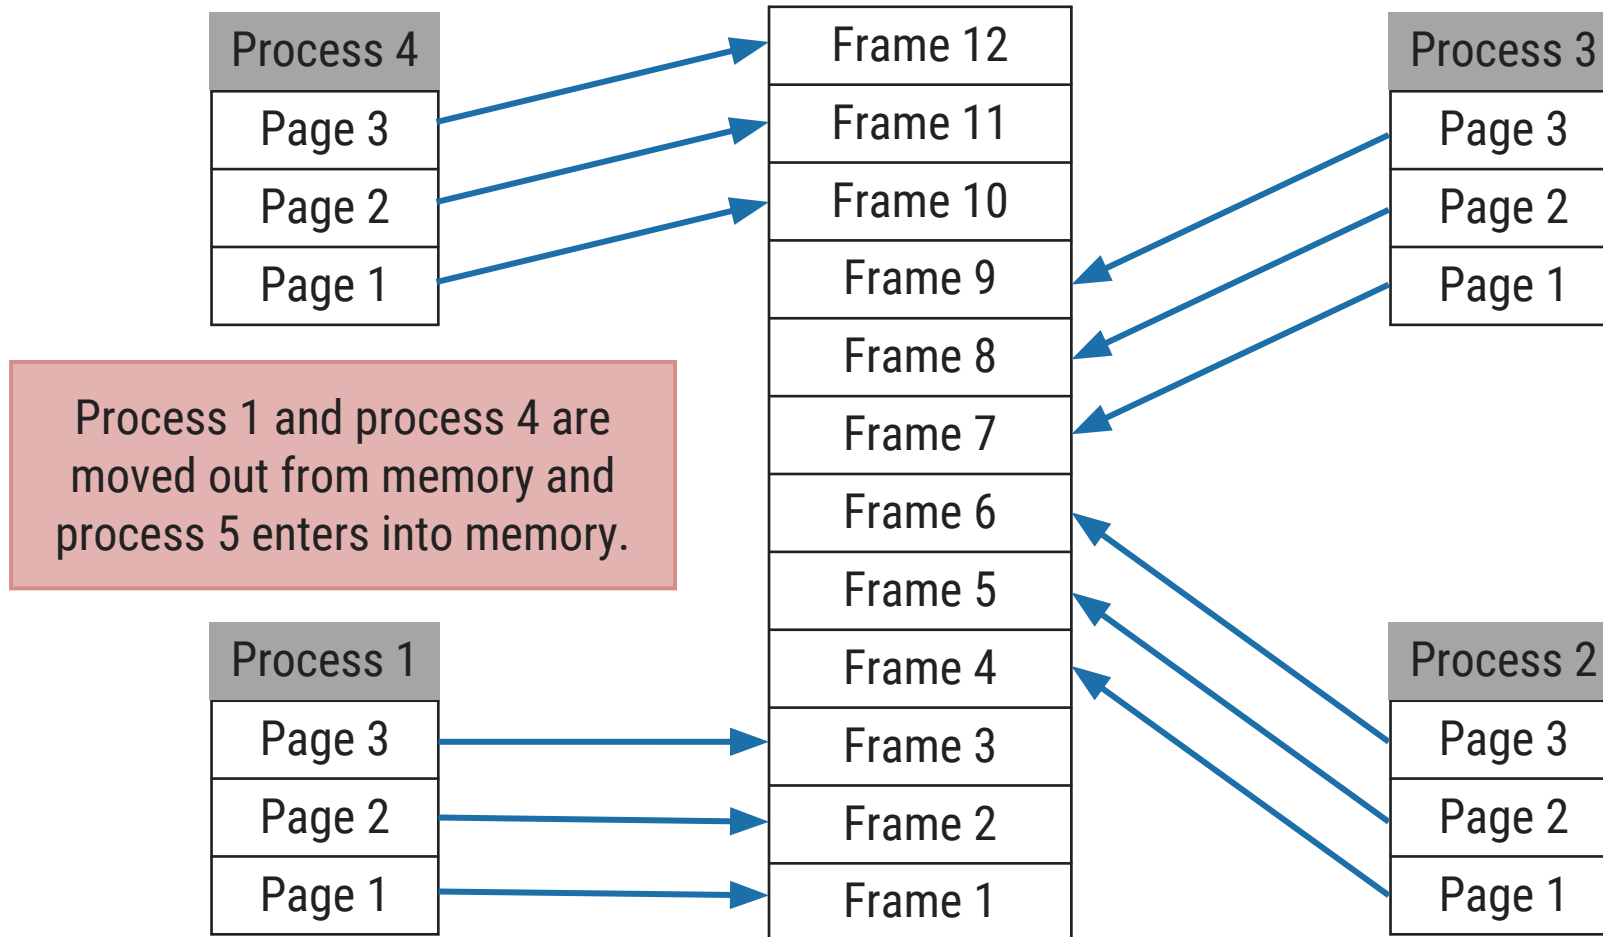 Process 4
Page 3
Page 2
Page 1
Process 1 and process 4 are
moved out from memory and
process 5 enters into memory.
Process 1
Page 3
Page 2
Page 1
Frame 12
Frame 11
Frame 10
Frame 9
Frame 8
Frame 7
Frame 6
Frame 5
Frame 4
Frame 3
Frame 2
Frame 1
Process 3
Page 3
Page 2
Page 1
Process 2
Page 3
Page 2
Page 1